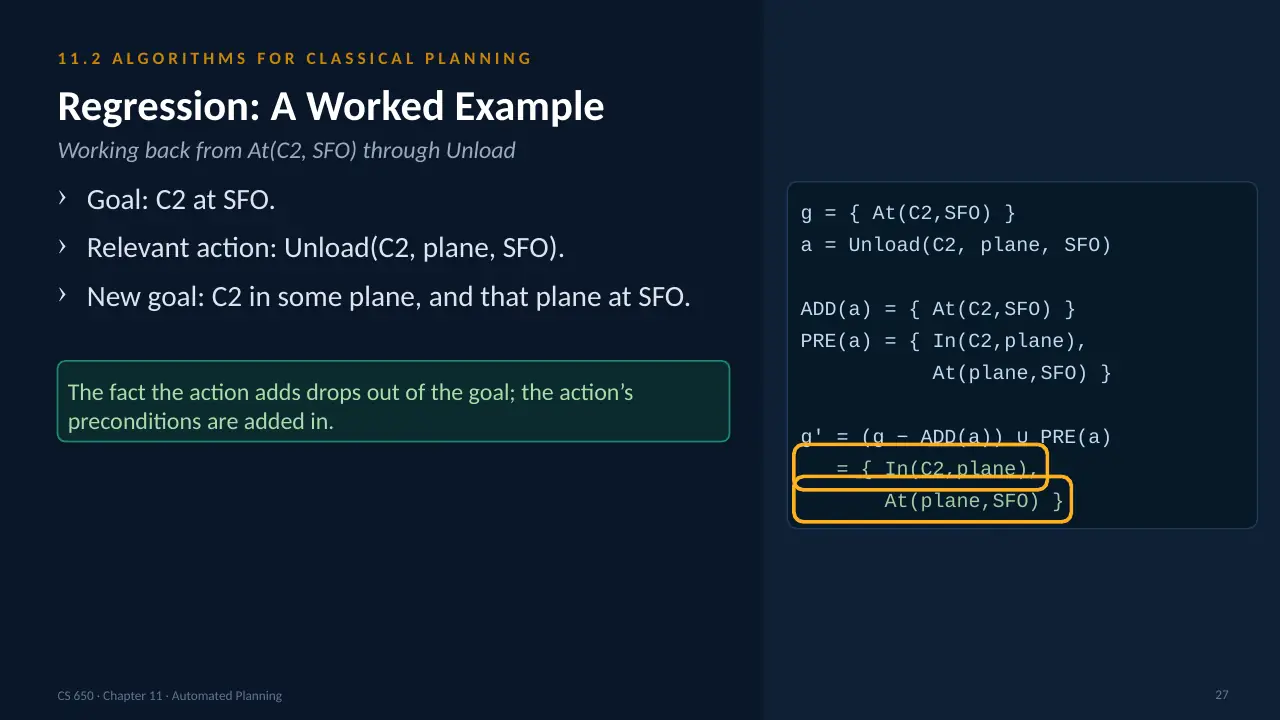 11.2 ALGORITHMS FOR CLASSICAL PLANNING
Regression: A Worked Example
Working back from At(C2, SFO) through Unload
› Goal: C2 at SFO.
› Relevant action: Unload(C2, plane, SFO).
› New goal: C2 in some plane, and that plane at SFO.
The fact the action adds drops out of the goal; the action’s
preconditions are added in.
g = { At(C2,SFO) }
a = Unload(C2, plane, SFO)
ADD(a) = { At(C2,SFO) }
PRE(a) = { In(C2,plane),
At(plane,SFO) }
g' = (g − ADD(a)) ∪ PRE(a)
= { In(C2,plane),
At(plane,SFO) }
CS 650 · Chapter 11 · Automated Planning
27